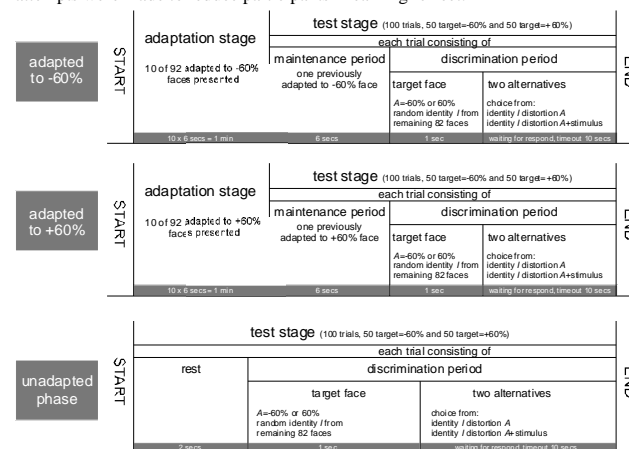 adapted
to -60%
START
adaptation stage
10 of 92 adapted to -60%
faces presented
10 x 6 secs = 1 min
test stage (100 trials, 50 target=-60% and 50 target=+60%)
each trial consisting of
maintenance period
one previously
adapted to -60% face
6 secs
discrimination period
target face
A=-60% or 60%
random identity I from
remaining 82 faces
1 sec
two alternatives
choice from:
identity I distortion A
identity I distortion A+stimulus
waiting for respond, timeout 10 secs
END
adapted
to +60%
START
adaptation stage
10 of 92 adapted to +60%
faces presented
10 x 6 secs = 1 min
test stage (100 trials, 50 target=-60% and 50 target=+60%)
each trial consisting of
maintenance period
one previously
adapted to +60% face
6 secs
discrimination period
target face
A=-60% or 60%
random identity I from
remaining 82 faces
1 sec
two alternatives
choice from:
identity I distortion A
identity I distortion A+stimulus
waiting for respond, timeout 10 secs
END
unadapted
phase
START
test stage (100 trials, 50 target=-60% and 50 target=+60%)
each trial consisting of
rest
2 secs
discrimination period
target face
A=-60% or 60%
random identity I from
remaining 82 faces
1 sec
two alternatives
choice from:
identity I distortion A
identity I distortion A+stimulus
waiting for respond, timeout 10 secs
END